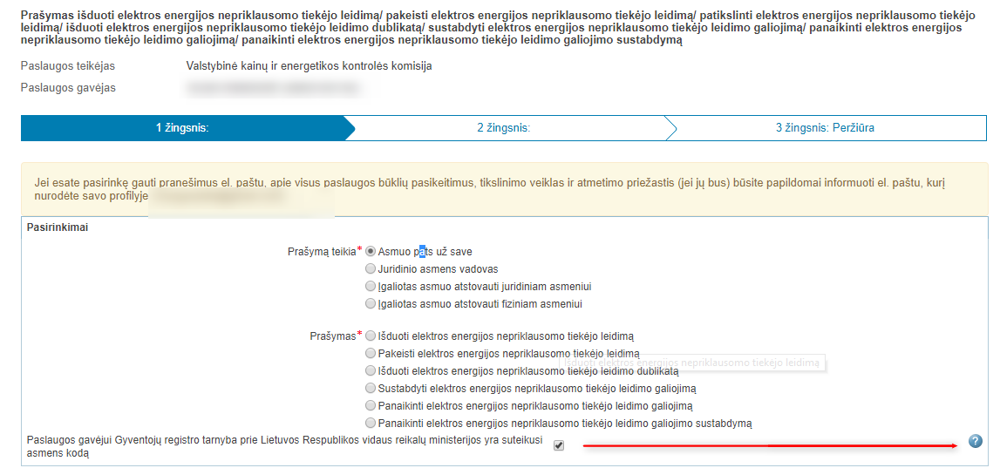 Prašymas išduoti elektros energijos nepriklausomo tiekėjo leidimą/ pakeisti elektros energijos nepriklausomo tiekėjo leidimą/ patikslinti elektros energijos nepriklausomo tiekėjo
leidimą/ išduoti elektros energijos nepriklausomo tiekėjo leidimo dublikatą/ sustabdyti elektros energijos nepriklausomo tiekėjo leidimo galiojimą/ panaikinti elektros energijos
nepriklausomo tiekėjo leidimo galiojimą/ panaikinti elektros energijos nepriklausomo tiekėjo leidimo galiojimo sustabdymą
Paslaugos teikėjas Valstybinė kainų ir energetikos kontrolės komisija
Paslaugos gavėjas
1 žingsnis: 2 žingsnis: 3 žingsnis: Peržiūra
Jei esate pasirinkę gauti pranešimus el. paštu, apie visus paslaugos būklių pasikeitimus, tikslinimo veiklas ir atmetimo priežastis (jei jų bus) būsite papildomai informuoti el. paštu, kurį
nurodėte savo profilyje
Pasirinkimai
Prašymą teikia* Asmuo pats už save
Juridinio asmens vadovas
Įgaliotas asmuo atstovauti juridiniam asmeniui
Įgaliotas asmuo atstovauti fiziniam asmeniui
Prašymas* Išduoti elektros energijos nepriklausomo tiekėjo leidimą
Pakeisti elektros energijos nepriklausomo tiekėjo leidimą
Išduoti elektros energijos nepriklausomo tiekėjo leidimą
Išduoti elektros energijos nepriklausomo tiekėjo leidimo dublikatą
Sustabdyti elektros energijos nepriklausomo tiekėjo leidimo galiojimą
Panaikinti elektros energijos nepriklausomo tiekėjo leidimo galiojimą
Panaikinti elektros energijos nepriklausomo tiekėjo leidimo galiojimo sustabdymą
Paslaugos gavėjui Gyventojų registro tarnyba prie Lietuvos Respublikos vidaus reikalų ministerijos yra suteikusi
asmens kodą ?